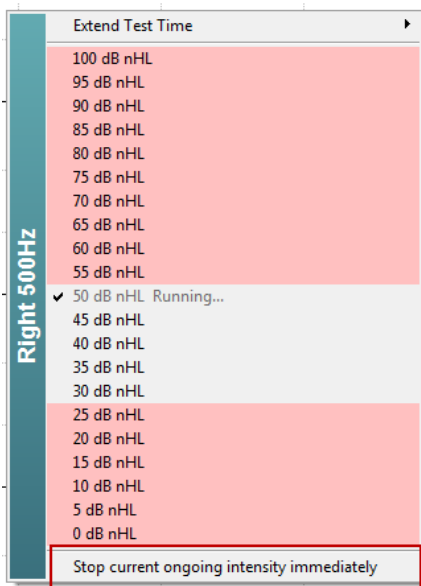 Extend Test Time
100 dB nHL
95 dB nHL
90 dB nHL
85 dB nHL
80 dB nHL
75 dB nHL
70 dB nHL
65 dB nHL
60 dB nHL
55 dB nHL
50 dB nHL Running...
45 dB nHL
40 dB nHL
35 dB nHL
30 dB nHL
25 dB nHL
20 dB nHL
15 dB nHL
10 dB nHL
5 dB nHL
0 dB nHL
Stop current ongoing intensity immediately
Right 500Hz